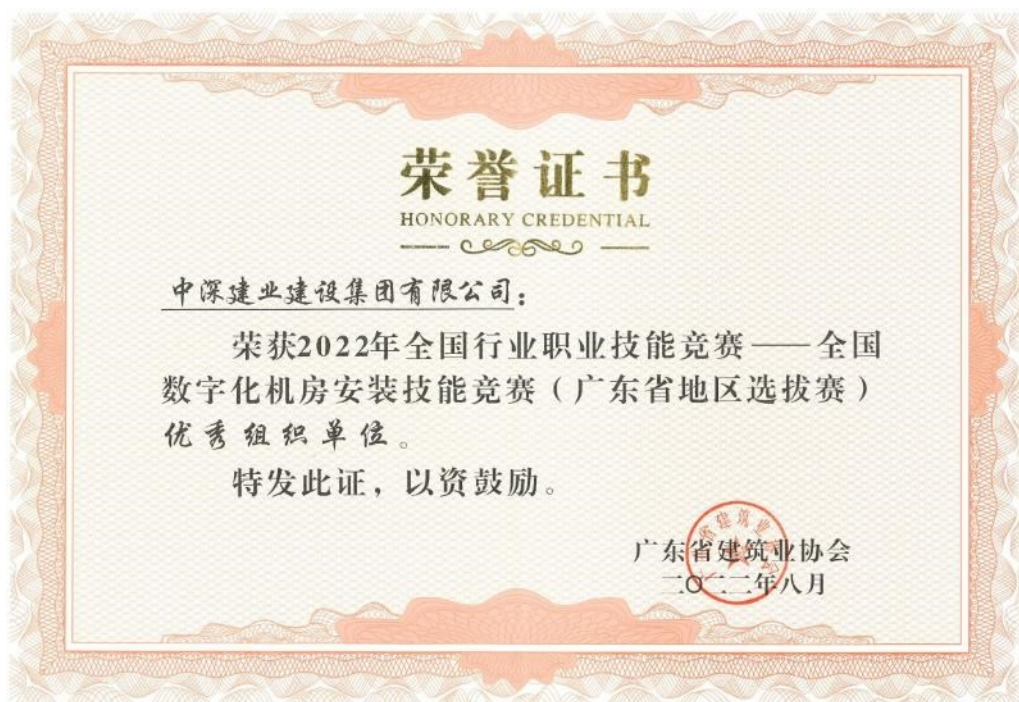 荣誉证书
HONORARY CREDENTIAL
中深建业建设集团有限公司：
荣获2022年全国行业职业技能竞赛——全国
数字化机房安装技能竞赛（广东省地区选拔赛）
优秀组织单位。
特发此证，以资鼓励。
广东省建筑业协会
二〇二二年八月